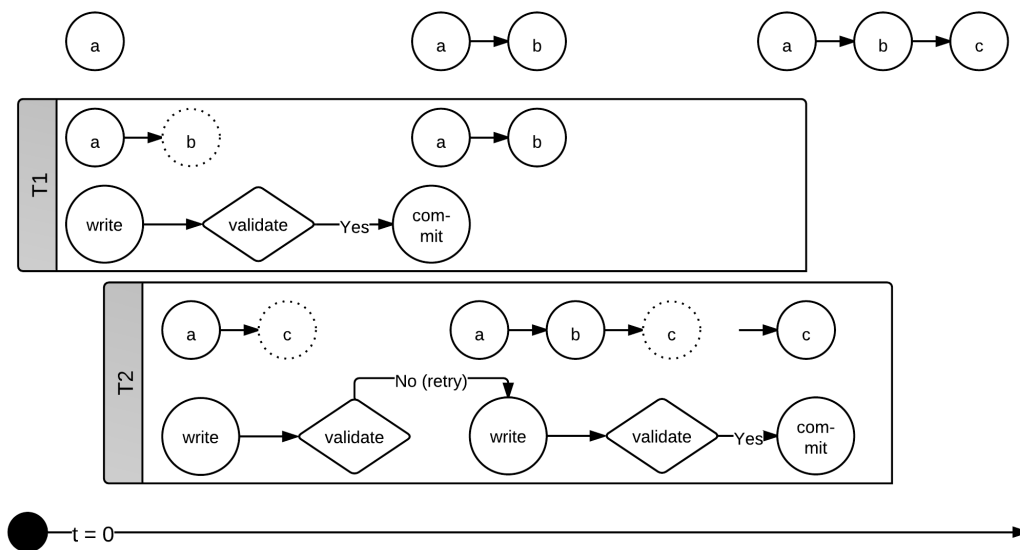 a
a b
a b c
T1
a b
a b
write
validate
Yes
com-
mit
T2
a c
a b c
c
No (retry)
write
validate
write
validate
Yes
com-
mit
t = 0